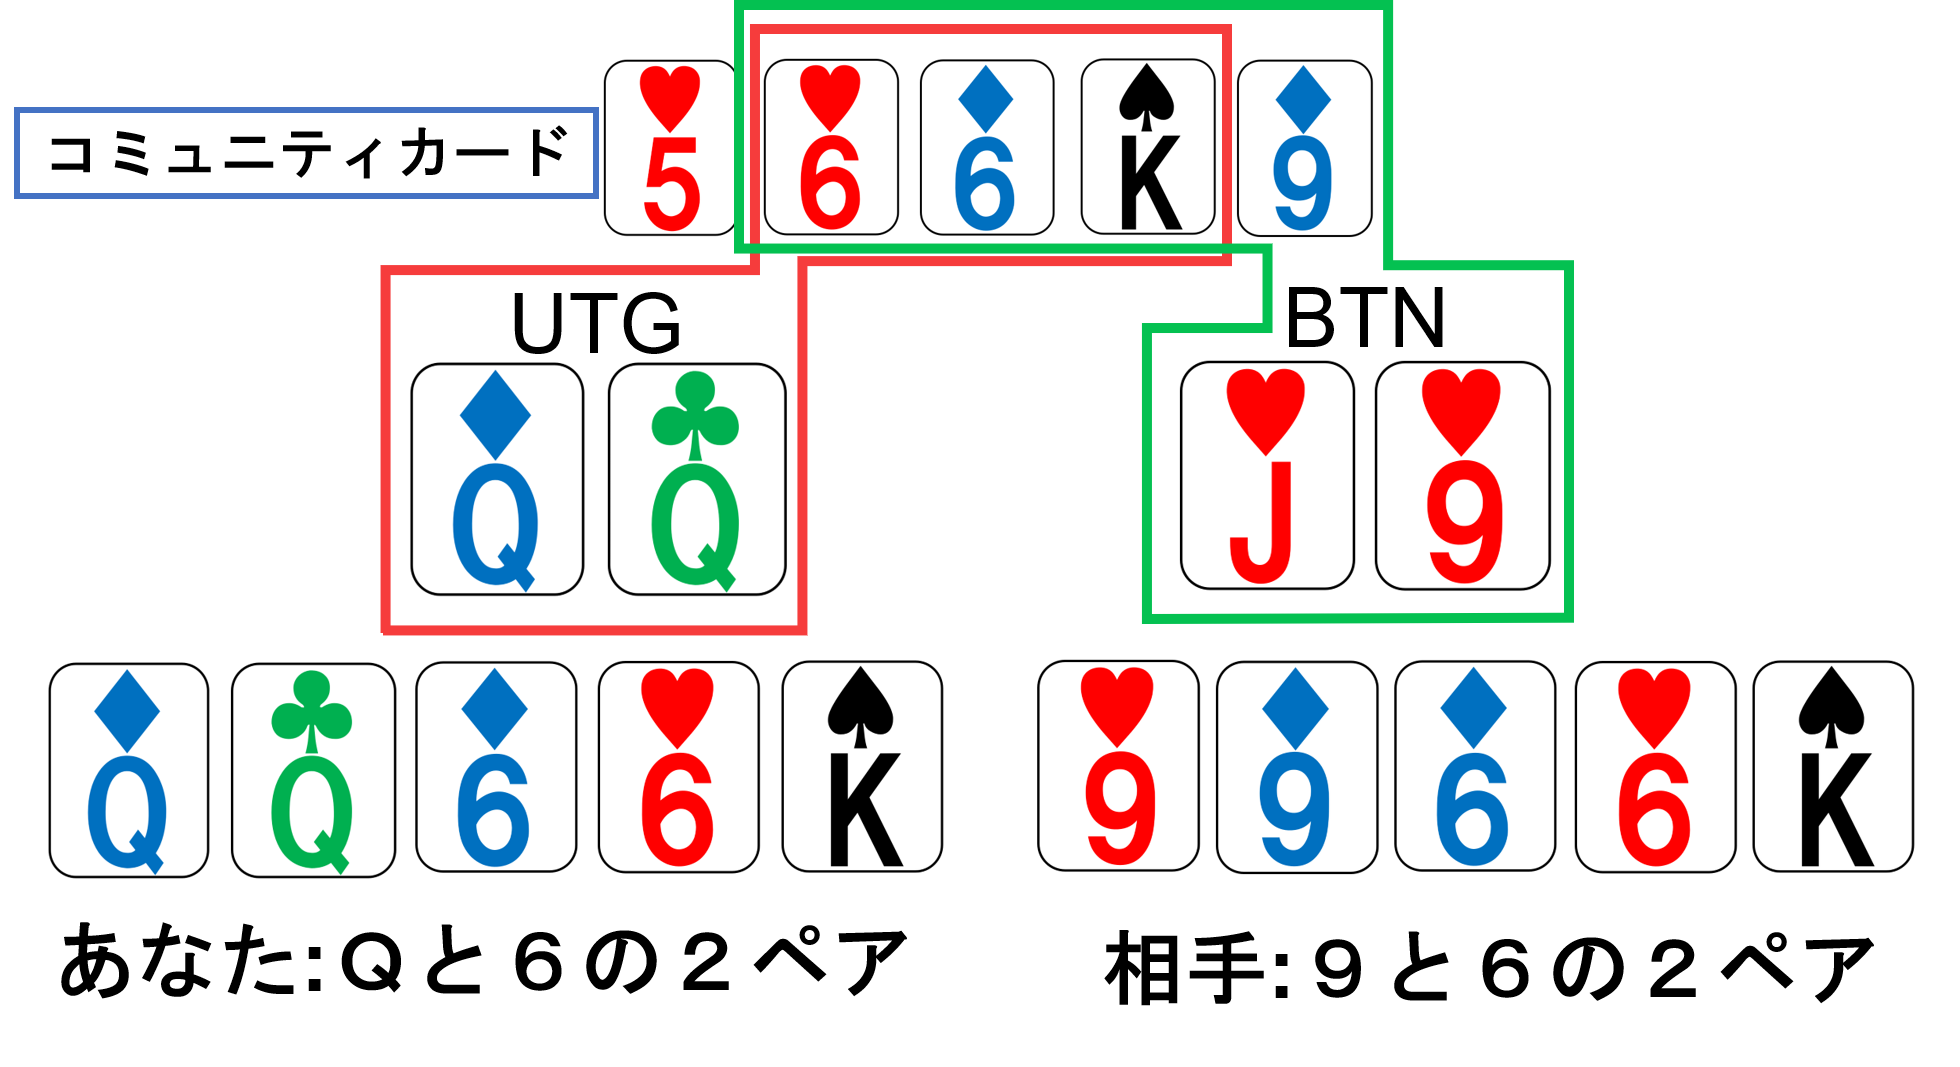 コミュニティカード
5 6 6 K 9
UTG
BTN
Q Q
J 9
Q Q 6 6 K
9 9 6 6 K
あなた:Qと６の２ペア
相手:９と６の２ペア